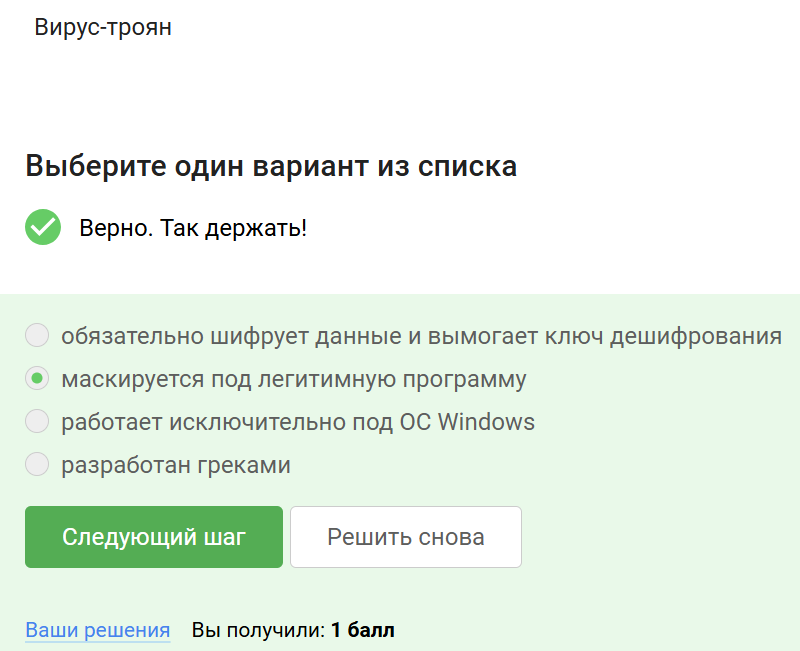 Вирус-троян
Выберите один вариант из списка
Верно. Так держать!
обязательно шифрует данные и вымогает ключ дешифрования
маскируется под легитимную программу
работает исключительно под ОС Windows
разработан греками
Следующий шаг Решить снова
Ваши решения Вы получили: 1 балл